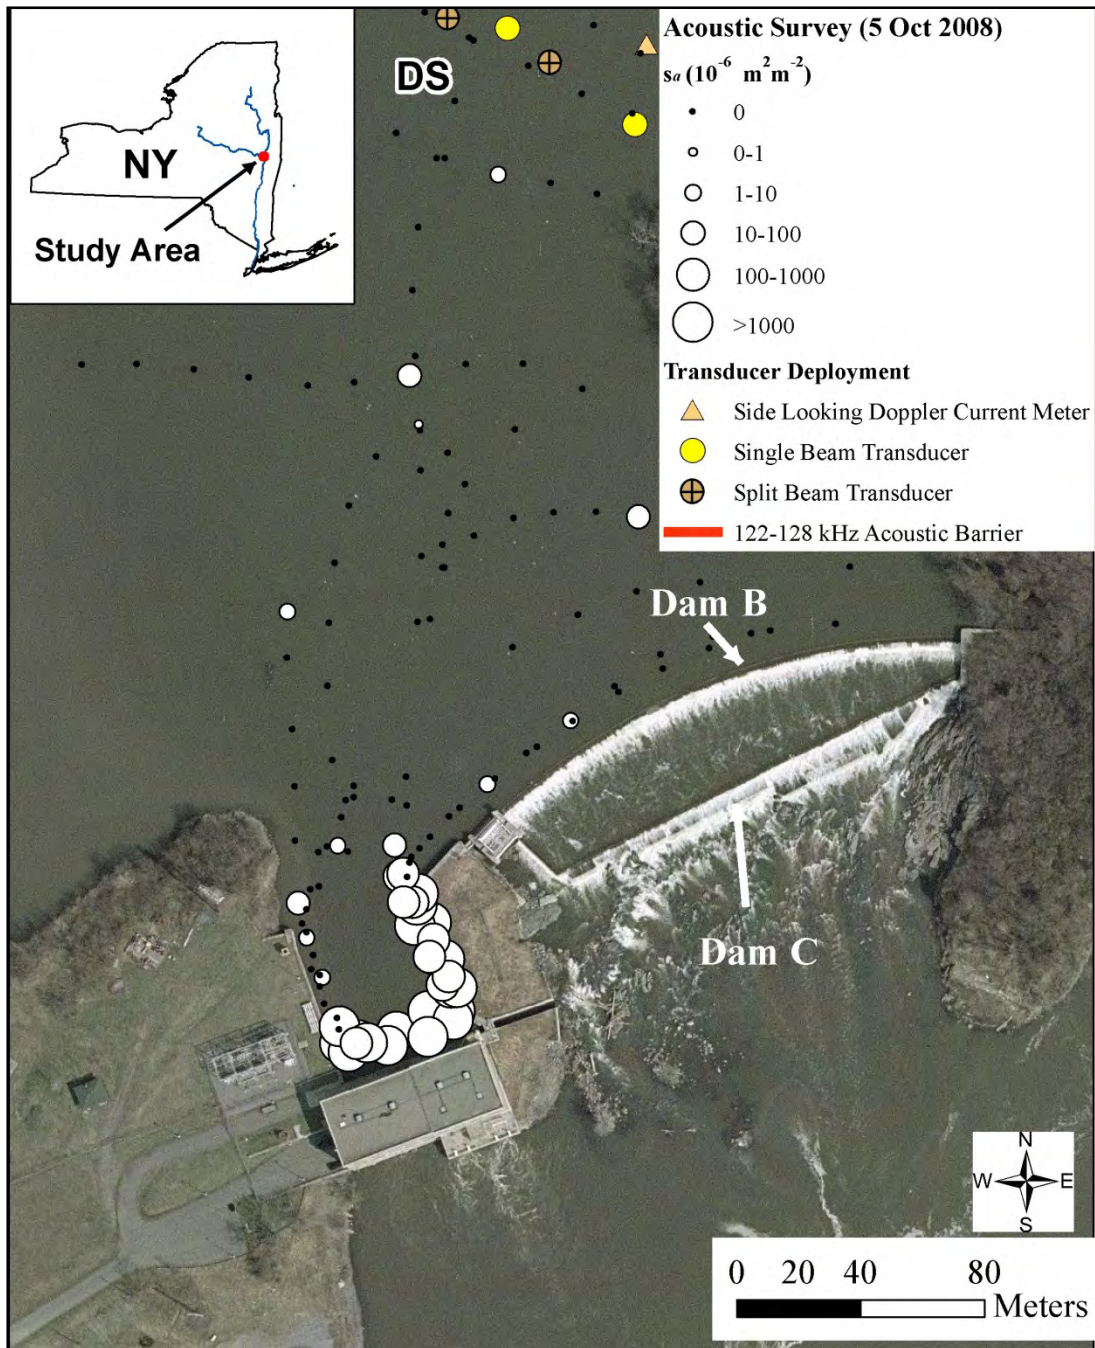 DS
NY
Study Area
Acoustic Survey (5 Oct 2008)
sa (10⁻⁶ m²m⁻²)
0
0-1
1-10
10-100
100-1000
>1000
Transducer Deployment
Side Looking Doppler Current Meter
Single Beam Transducer
Split Beam Transducer
122-128 kHz Acoustic Barrier
Dam B
Dam C
N
W E
S
0 20 40 80
Meters